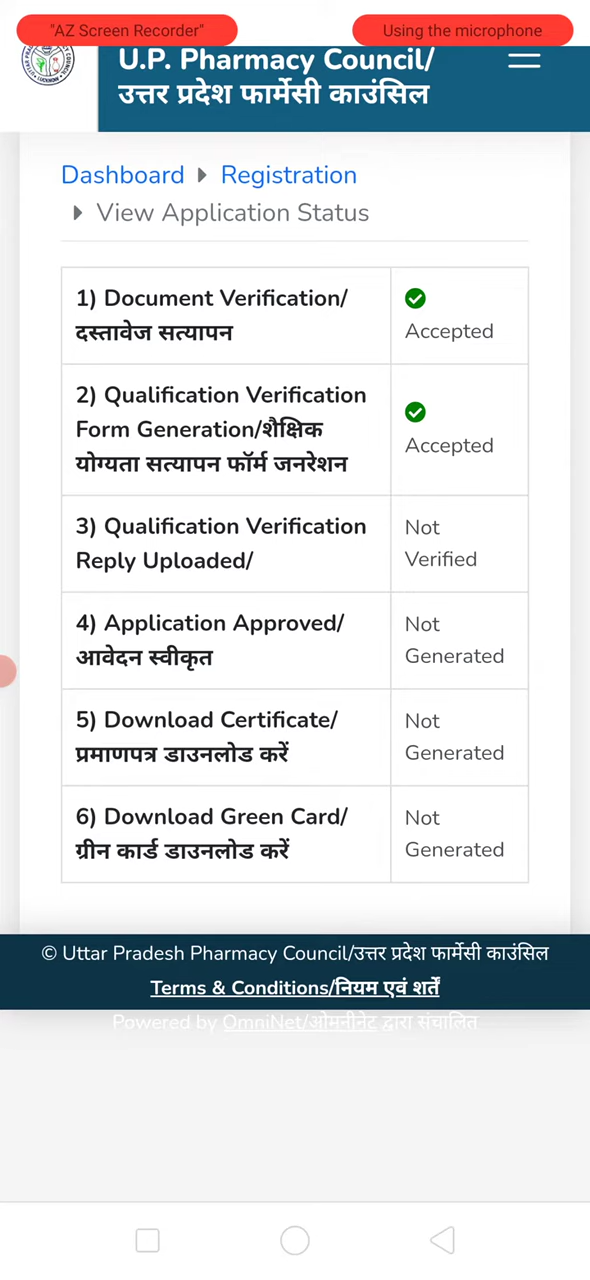 "AZ Screen Recorder"
Using the microphone
U.P. Pharmacy Council/
उत्तर प्रदेश फार्मेसी काउंसिल
Dashboard Registration
View Application Status
1) Document Verification/
दस्तावेज सत्यापन
Accepted
2) Qualification Verification
Form Generation/शैक्षिक
योग्यता सत्यापन फॉर्म जनरेशन
Accepted
3) Qualification Verification
Reply Uploaded/
Not
Verified
4) Application Approved/
आवेदन स्वीकृत
Not
Generated
5) Download Certificate/
प्रमाणपत्र डाउनलोड करें
Not
Generated
6) Download Green Card/
ग्रीन कार्ड डाउनलोड करें
Not
Generated
© Uttar Pradesh Pharmacy Council/उत्तर प्रदेश फार्मेसी काउंसिल
Terms & Conditions/नियम एवं शर्तें
Powered by OmniNet/ओमनीनेट द्वारा संचालित